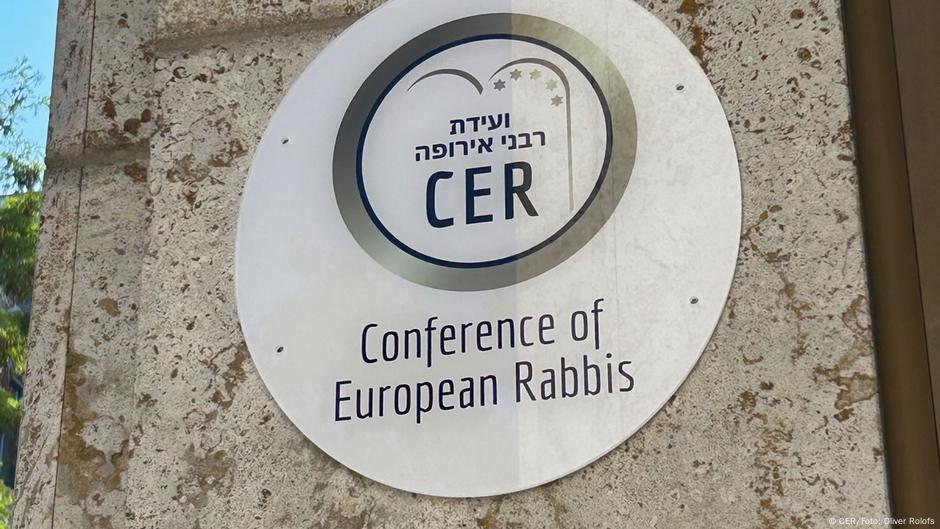 ועידת
רבני אירופה
CER
Conference of
European Rabbis
© CER/Foto: Oliver Rolofs